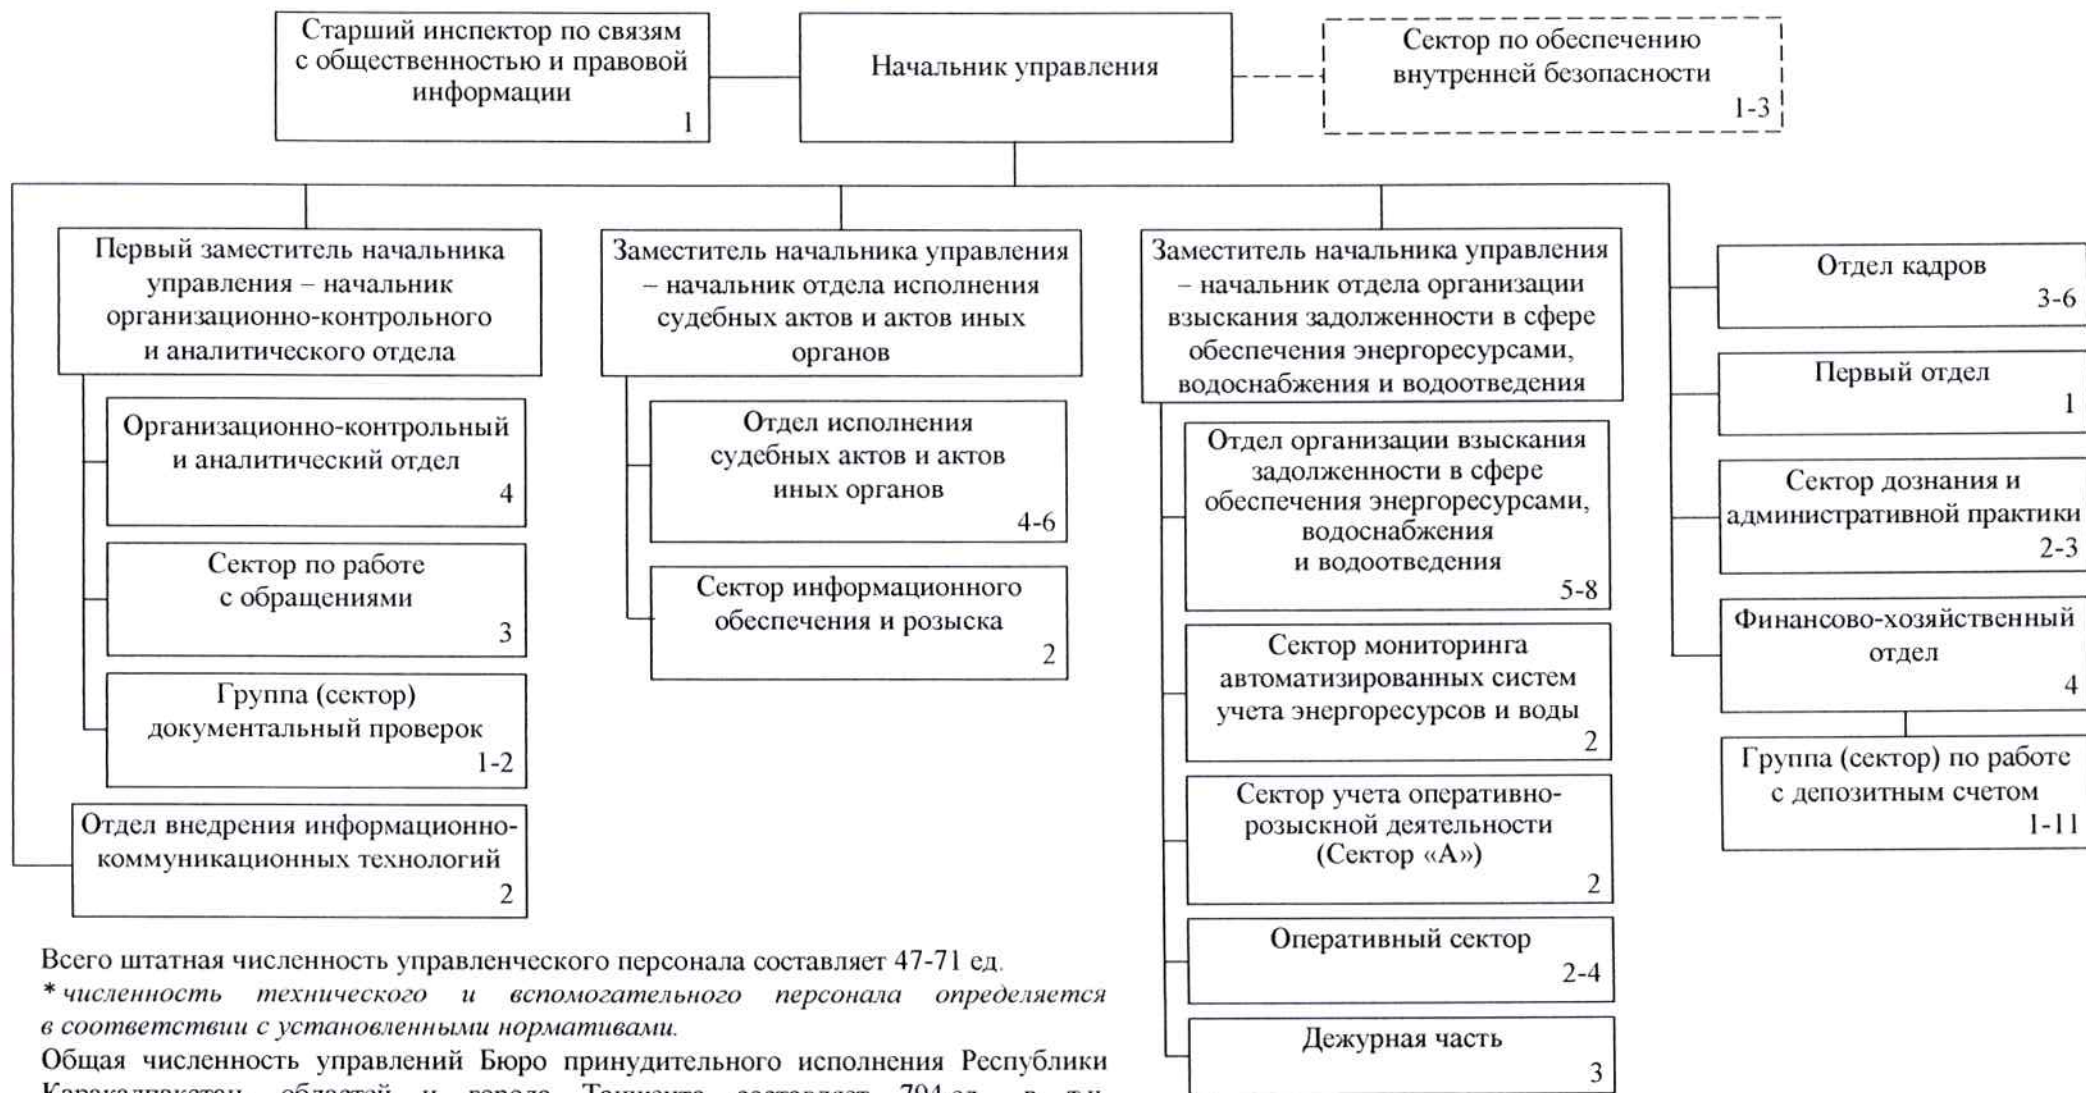 Старший инспектор по связям
с общественностью и правовой
информации
1
Начальник управления
Сектор по обеспечению
внутренней безопасности
1-3
Первый заместитель начальника
управления – начальник
организационно-контрольного
и аналитического отдела
Организационно-контрольный
и аналитический отдел
4
Сектор по работе
с обращениями
3
Группа (сектор)
документальный проверок
1-2
Отдел внедрения информационно-
коммуникационных технологий
2
Заместитель начальника управления
– начальник отдела исполнения
судебных актов и актов иных
органов
Отдел исполнения
судебных актов и актов
иных органов
4-6
Сектор информационного
обеспечения и розыска
2
Заместитель начальника управления
– начальник отдела организации
взыскания задолженности в сфере
обеспечения энергоресурсами,
водоснабжения и водоотведения
Отдел организации взыскания
задолженности в сфере
обеспечения энергоресурсами,
водоснабжения
и водоотведения
5-8
Сектор мониторинга
автоматизированных систем
учета энергоресурсов и воды
2
Сектор учета оперативно-
розыскной деятельности
(Сектор «А»)
2
Оперативный сектор
2-4
Дежурная часть
3
Отдел кадров
3-6
Первый отдел
1
Сектор дознания и
административной практики
2-3
Финансово-хозяйственный
отдел
4
Группа (сектор) по работе
с депозитным счетом
1-11
Всего штатная численность управленческого персонала составляет 47-71 ед.
* численность технического и вспомогательного персонала определяется
в соответствии с установленными нормативами.
Общая численность управлений Бюро принудительного исполнения Республики